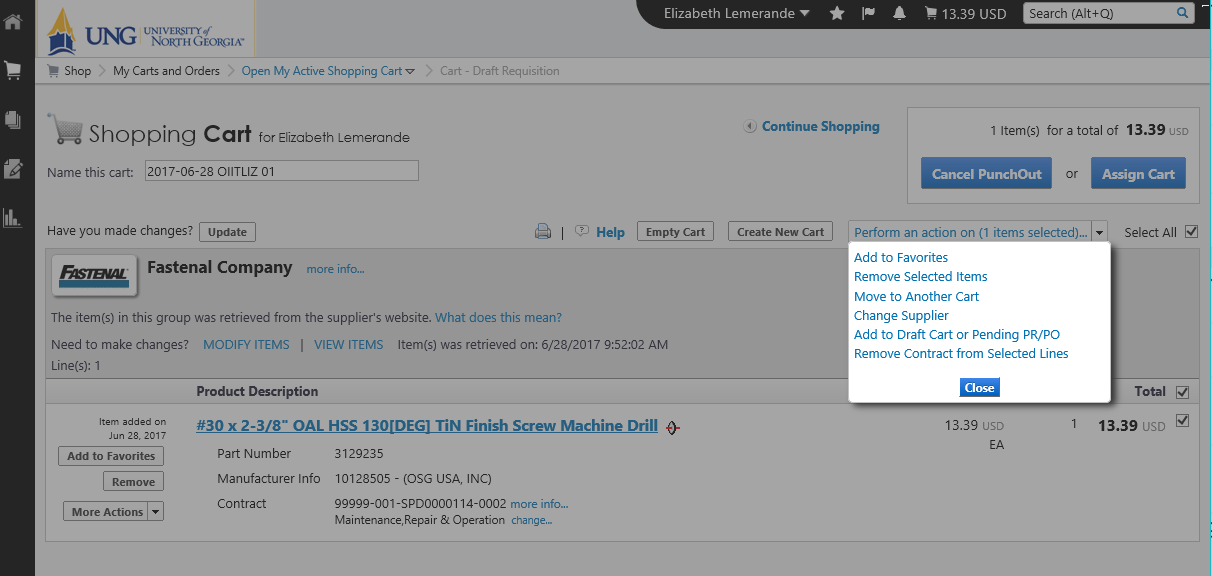 Elizabeth Lemerande
13.39 USD
Search (Alt+Q)
UNG UNIVERSITY of
NORTH GEORGIA™
Shop
My Carts and Orders
Open My Active Shopping Cart
Cart - Draft Requisition
Shopping Cart for Elizabeth Lemerande
Continue Shopping
1 Item(s) for a total of 13.39 USD
Cancel PunchOut or Assign Cart
Name this cart: 2017-06-28 OIITLIZ 01
Have you made changes? Update
| ? Help Empty Cart Create New Cart
Perform an action on (1 items selected)...
Select All
Add to Favorites
Remove Selected Items
Move to Another Cart
Change Supplier
Add to Draft Cart or Pending PR/PO
Remove Contract from Selected Lines
Close
FASTENAL
Fastenal Company more info...
The item(s) in this group was retrieved from the supplier's website. What does this mean?
Need to make changes? MODIFY ITEMS | VIEW ITEMS Item(s) was retrieved on: 6/28/2017 9:52:02 AM
Line(s): 1
Product Description
Total
Item added on
Jun 28, 2017
Add to Favorites
Remove
More Actions
#30 x 2-3/8" OAL HSS 130[DEG] TiN Finish Screw Machine Drill
13.39 USD
EA
1
13.39 USD
Part Number 3129235
Manufacturer Info 10128505 - (OSG USA, INC)
Contract 99999-001-SPD0000114-0002 more info...
Maintenance,Repair & Operation change...